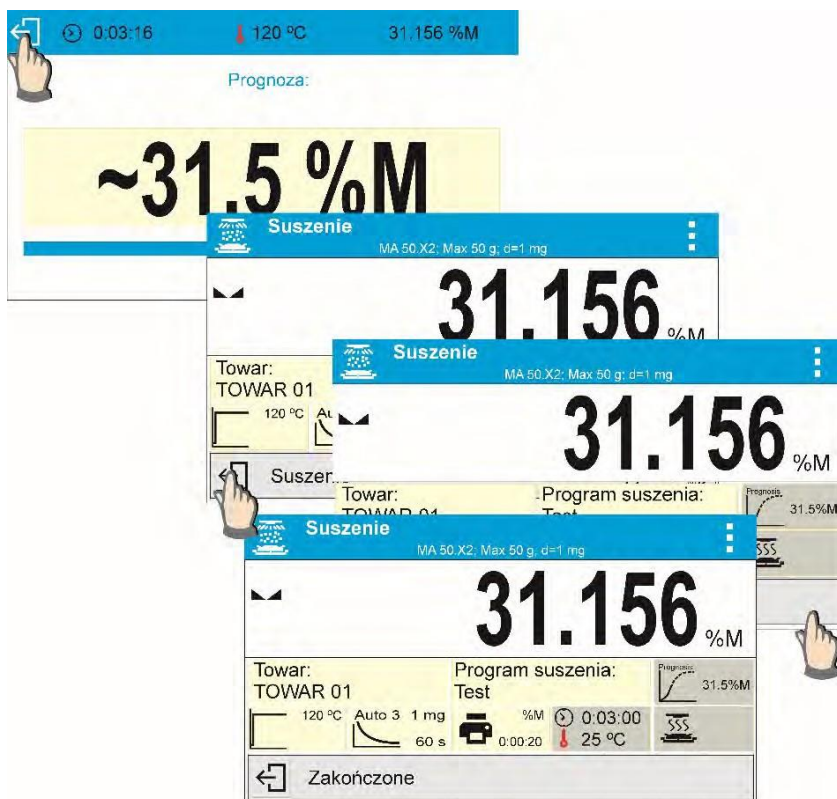 0:03:16 120 ºC 31.156 %M
Prognoza:
~31.5 %M
Suszenie
MA 50.X2; Max 50 g; d=1 mg
31.156 %M
Towar:
TOWAR 01
120 ºC
Suszenie
MA 50.X2; Max 50 g; d=1 mg
31.156 %M
Towar: Program suszenia:
TOWAR 01 Test
Prognosis
31.5%M
Suszenie
MA 50.X2; Max 50 g; d=1 mg
31.156 %M
Towar: Program suszenia:
TOWAR 01 Test
Prognosis
31.5%M
120 ºC Auto 3 1 mg %M 0:03:00
60 s 0:00:20 25 ºC
Zakończone